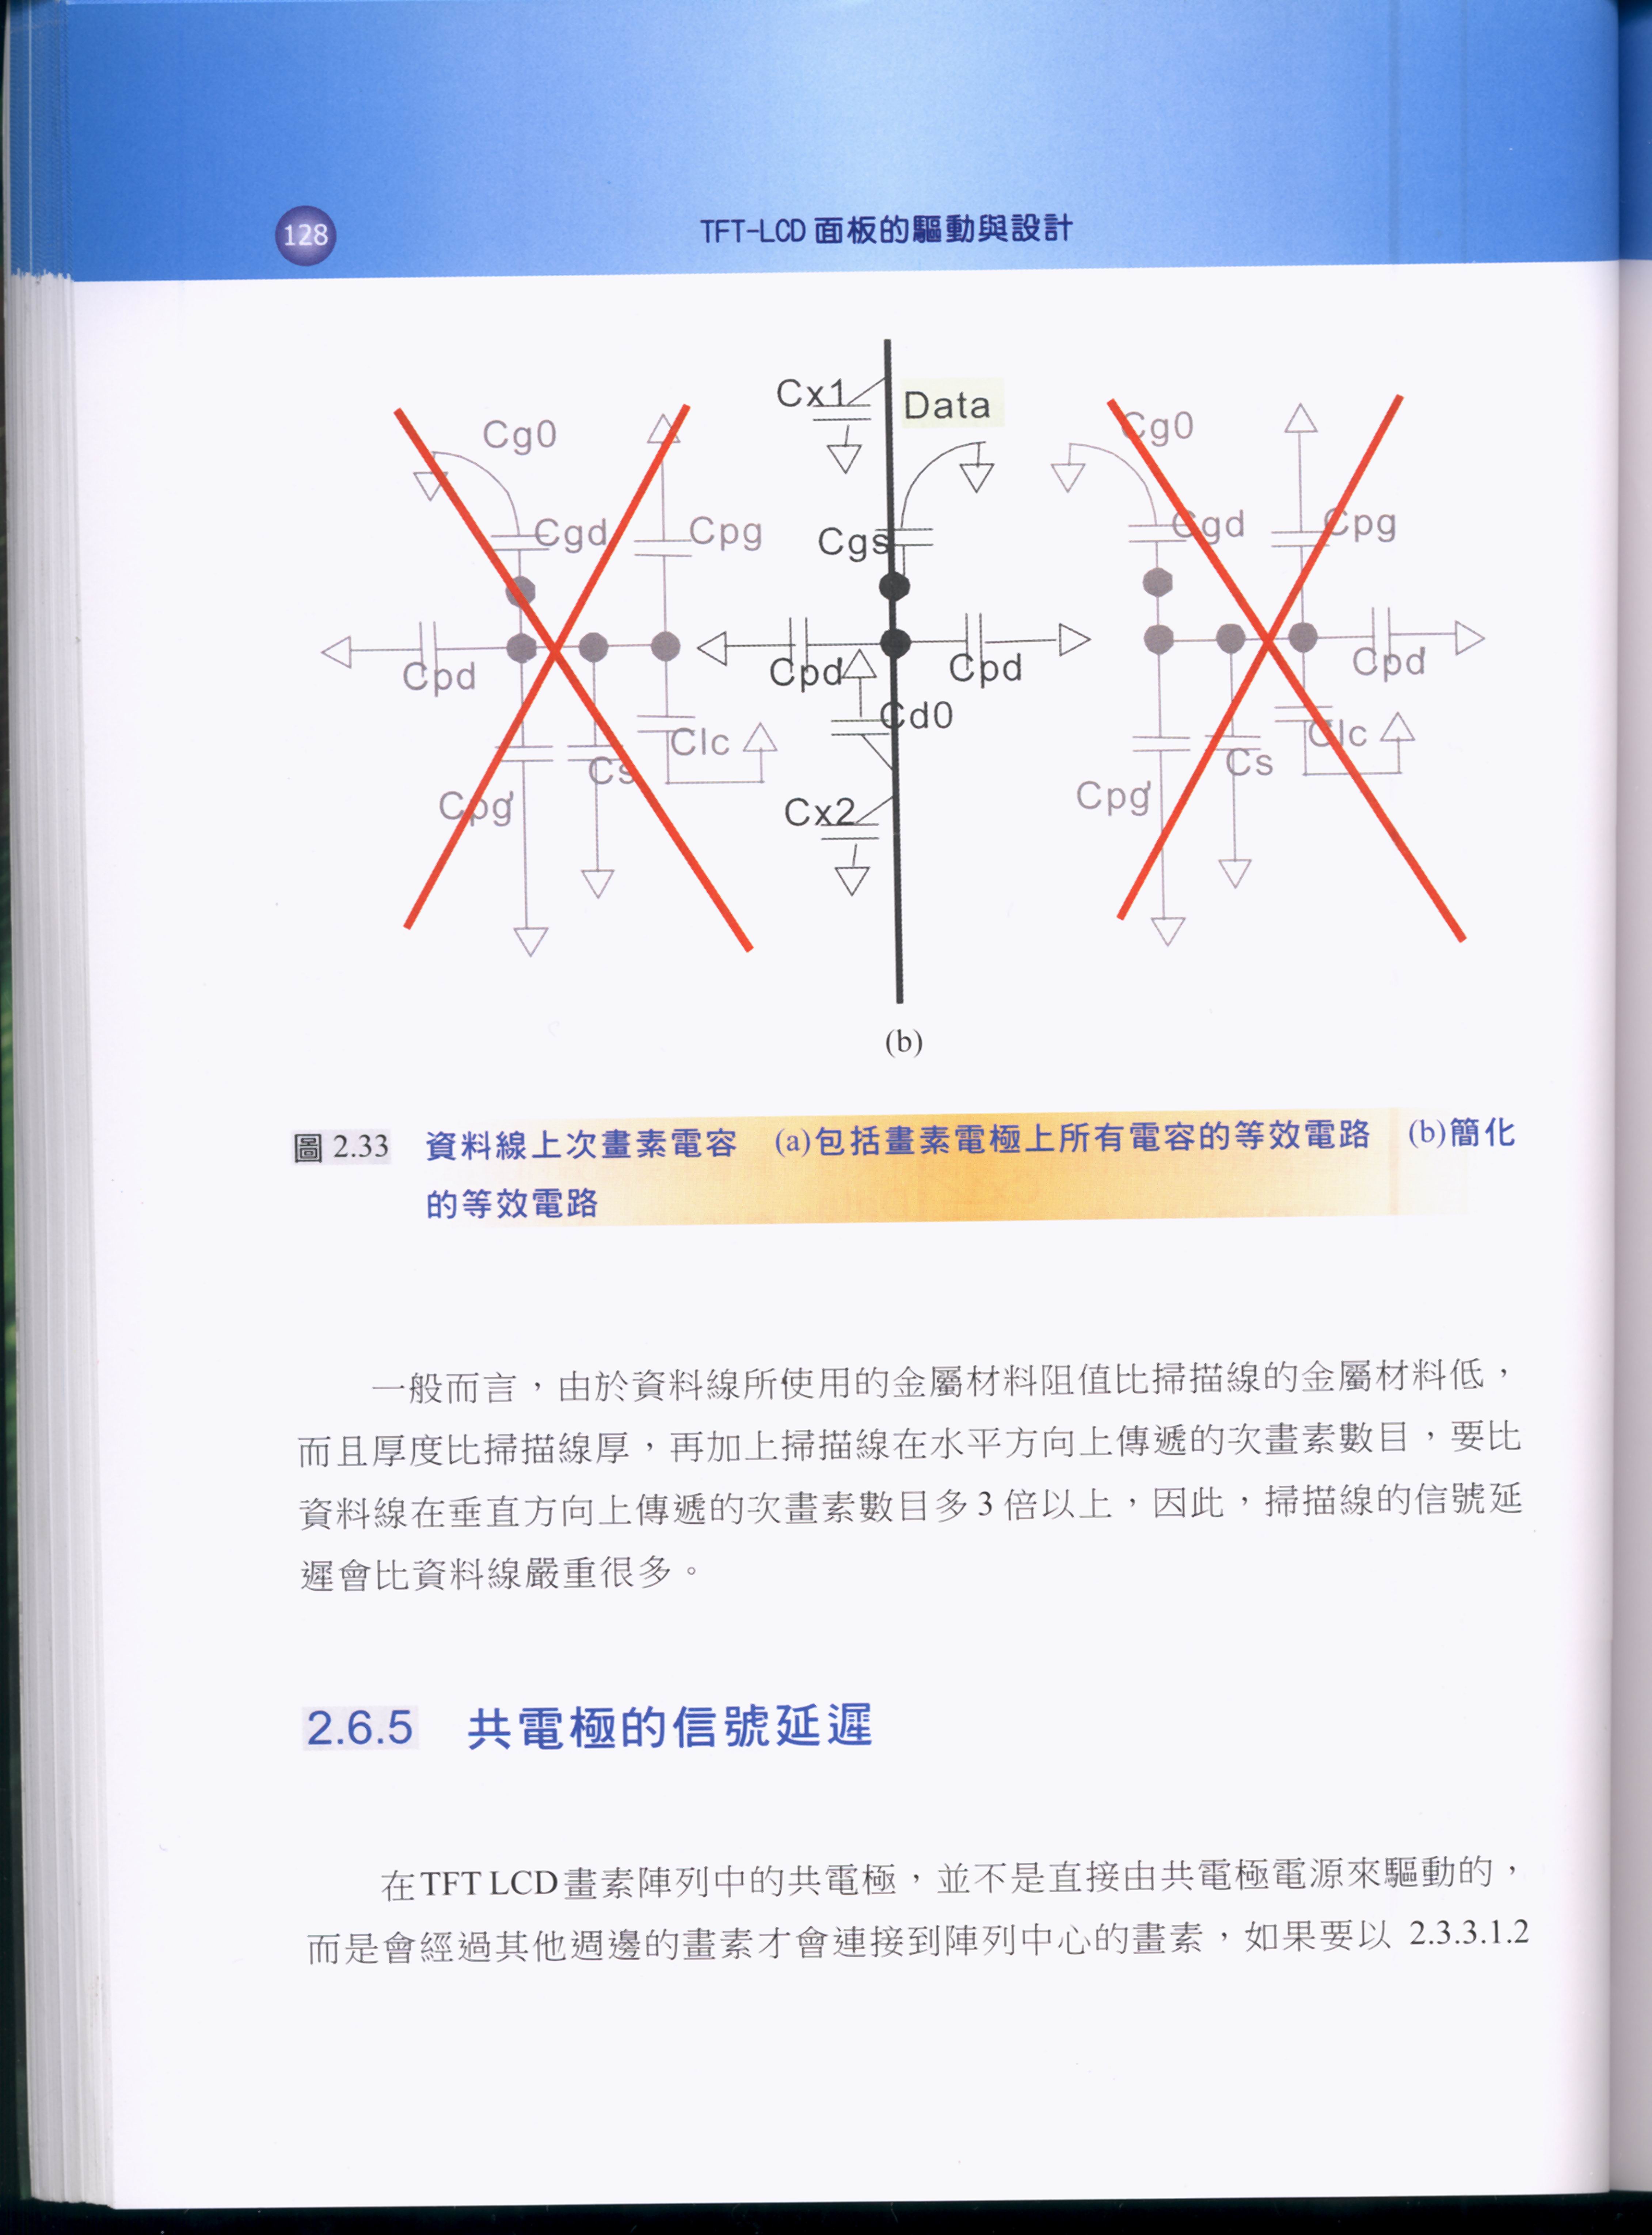 128
TFT-LCD 面板的驅動與設計
Cx1
Data
Cg0
Cg0
Cgd
Cpg
Cgs
Cgd
Cpg
Cpd
Cpd
Cpd
Cpd
Cd0
Clc
Cs
Clc
Cs
Cpg'
Cx2
Cpg'
(b)
圖 2.33 資料線上次畫素電容 (a)包括畫素電極上所有電容的等效電路 (b)簡化
的等效電路
一般而言，由於資料線所使用的金屬材料阻值比掃描線的金屬材料低，
而且厚度比掃描線厚，再加上掃描線在水平方向上傳遞的次畫素數目，要比
資料線在垂直方向上傳遞的次畫素數目多 3 倍以上，因此，掃描線的信號延
遲會比資料線嚴重很多。
2.6.5 共電極的信號延遲
在TFT LCD畫素陣列中的共電極，並不是直接由共電極電源來驅動的，
而是會經過其他週邊的畫素才會連接到陣列中心的畫素，如果要以 2.3.3.1.2